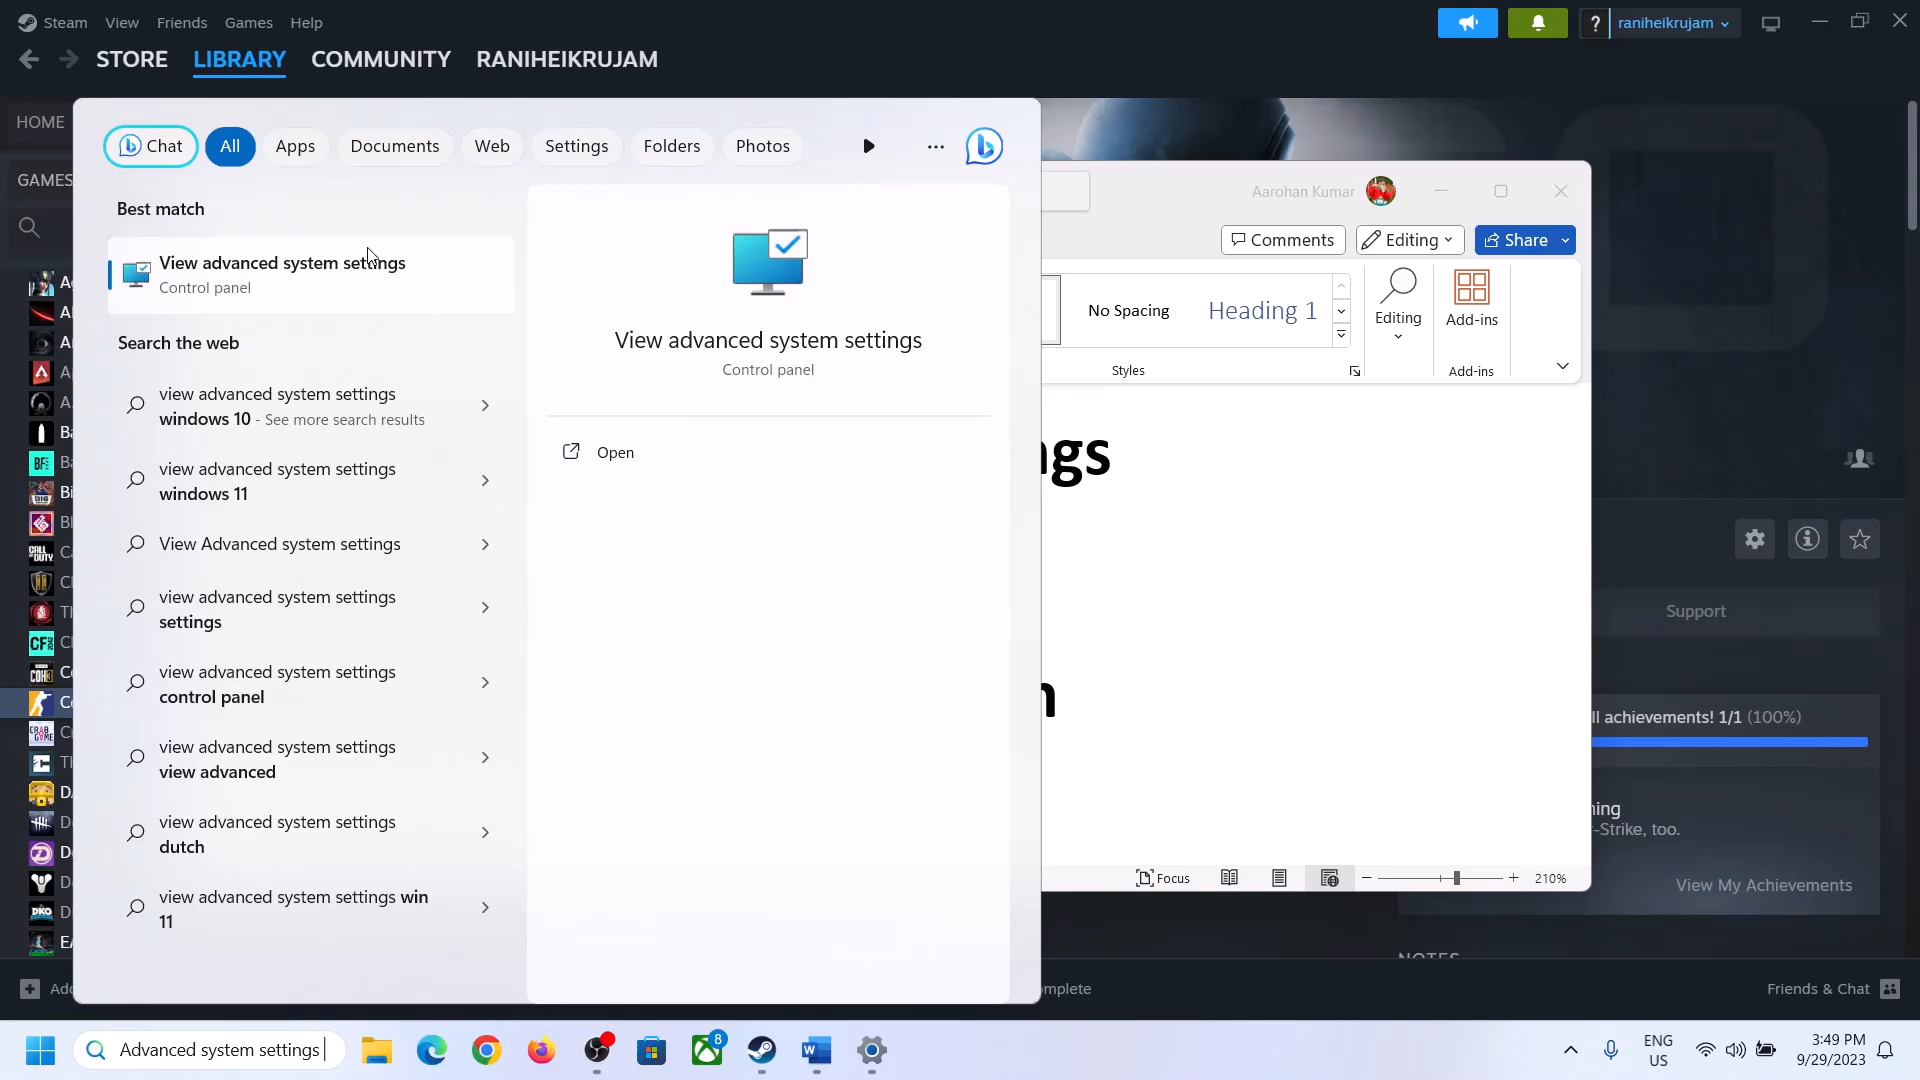 Steam View Friends Games Help
raniheikrujam
STORE LIBRARY COMMUNITY RANIHEIKRUJAM
HOME
GAMES
Chat All Apps Documents Web Settings Folders Photos
Best match
View advanced system settings
Control panel
Search the web
view advanced system settings
windows 10 - See more search results
view advanced system settings
windows 11
View Advanced system settings
view advanced system settings
settings
view advanced system settings
control panel
view advanced system settings
view advanced
view advanced system settings
dutch
view advanced system settings win
11
View advanced system settings
Control panel
Open
Aarohan Kumar
Comments Editing Share
No Spacing Heading 1
Editing
Add-ins
Styles
Add-ins
ngs
n
Focus
210%
Support
ll achievements! 1/1 (100%)
ning
-Strike, too.
View My Achievements
NOTES
Friends & Chat
Advanced system settings
8
ENG
US
3:49 PM
9/29/2023